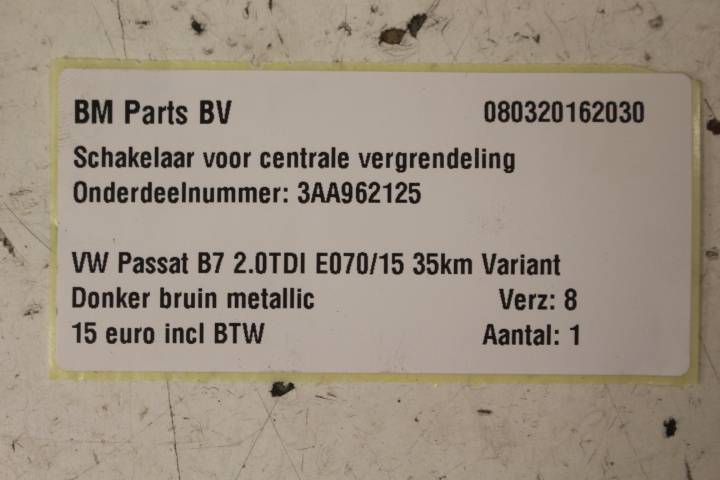 BM Parts BV 080320162030
Schakelaar voor centrale vergrendeling
Onderdeelnummer: 3AA962125
VW Passat B7 2.0TDI E070/15 35km Variant
Donker bruin metallic Verz: 8
15 euro incl BTW Aantal: 1